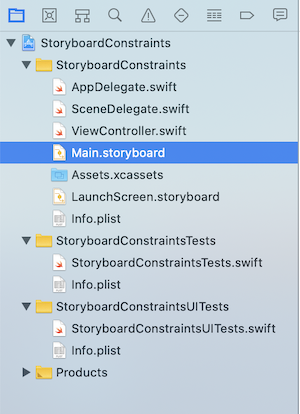 StoryboardConstraints
StoryboardConstraints
AppDelegate.swift
SceneDelegate.swift
ViewController.swift
Main.storyboard
Assets.xcassets
LaunchScreen.storyboard
Info.plist
StoryboardConstraintsTests
StoryboardConstraintsTests.swift
Info.plist
StoryboardConstraintsUITests
StoryboardConstraintsUITests.swift
Info.plist
Products